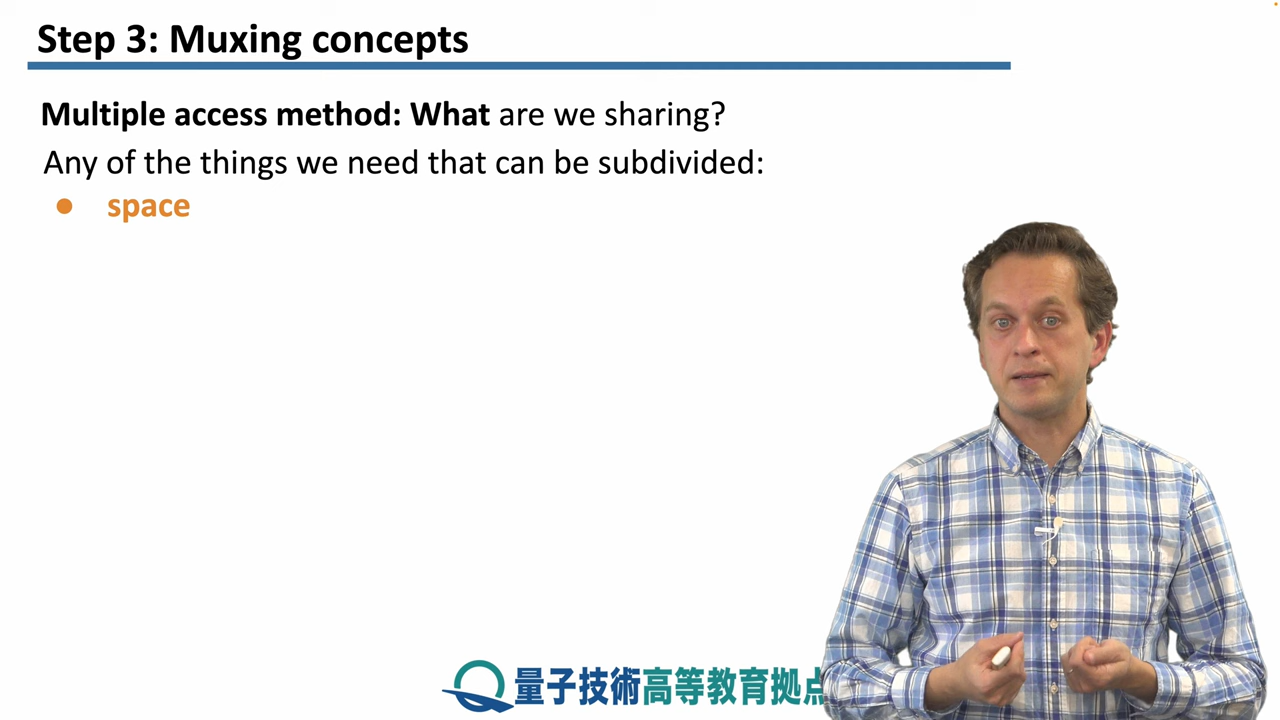 Step 3: Muxing concepts
Multiple access method: What are we sharing?
Any of the things we need that can be subdivided:
● space
量子技術高等教育拠点